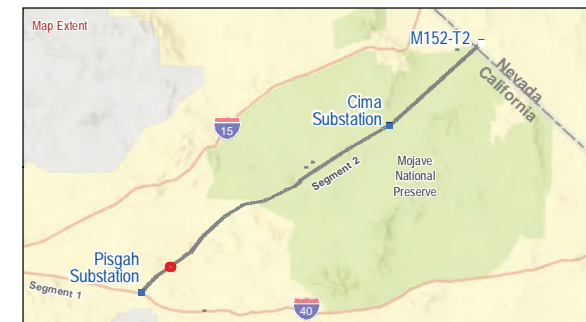 Map Extent
M152-T2
Nevada
California
Cima
Substation
15
Segment 2
Mojave
National
Preserve
Pisgah
Substation
Segment 1
40